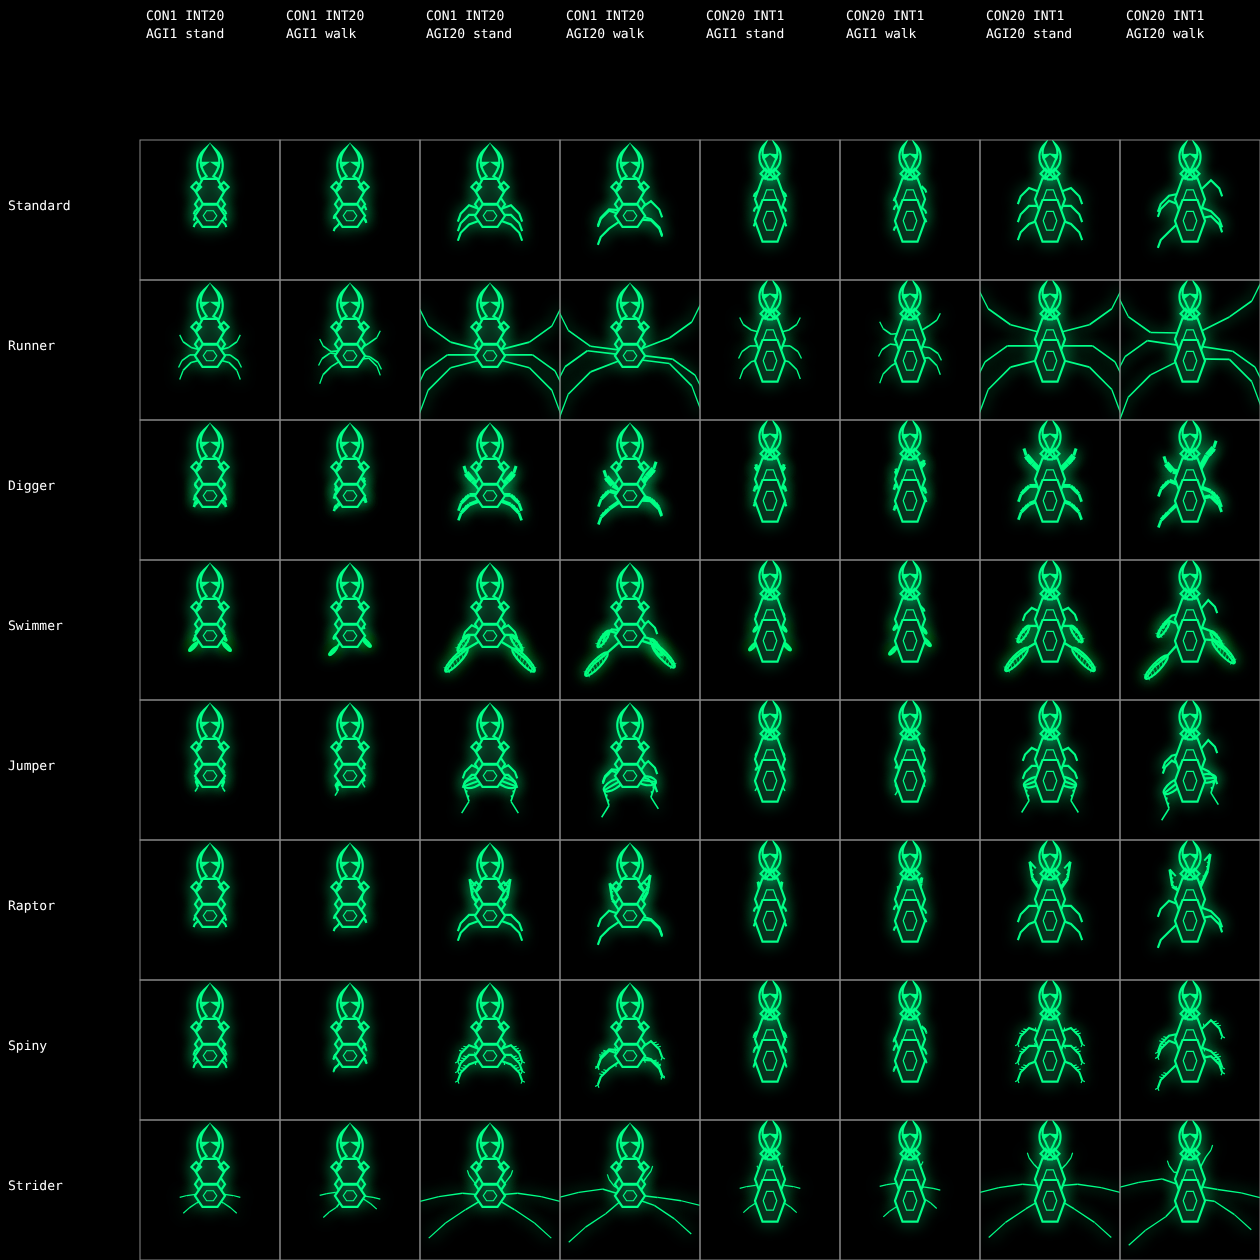 CON1 INT20
AGI1 stand
CON1 INT20
AGI1 walk
CON1 INT20
AGI20 stand
CON1 INT20
AGI20 walk
CON20 INT1
AGI1 stand
CON20 INT1
AGI1 walk
CON20 INT1
AGI20 stand
CON20 INT1
AGI20 walk
Standard
Runner
Digger
Swimmer
Jumper
Raptor
Spiny
Strider